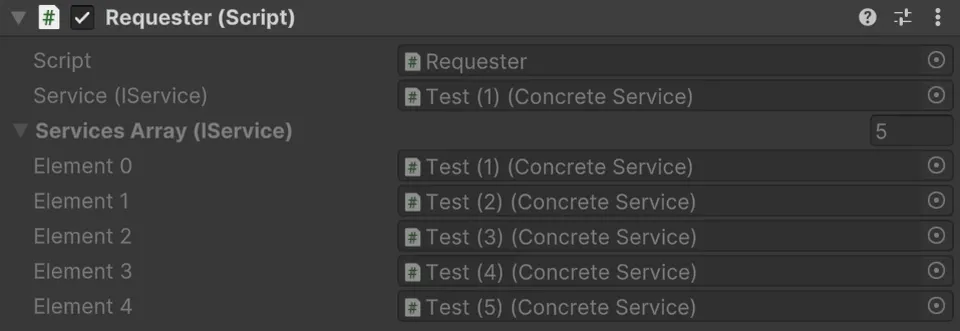 Requester (Script)
Script Requester
Service (IService) Test (1) (Concrete Service)
Services Array (IService) 5
Element 0 Test (1) (Concrete Service)
Element 1 Test (2) (Concrete Service)
Element 2 Test (3) (Concrete Service)
Element 3 Test (4) (Concrete Service)
Element 4 Test (5) (Concrete Service)